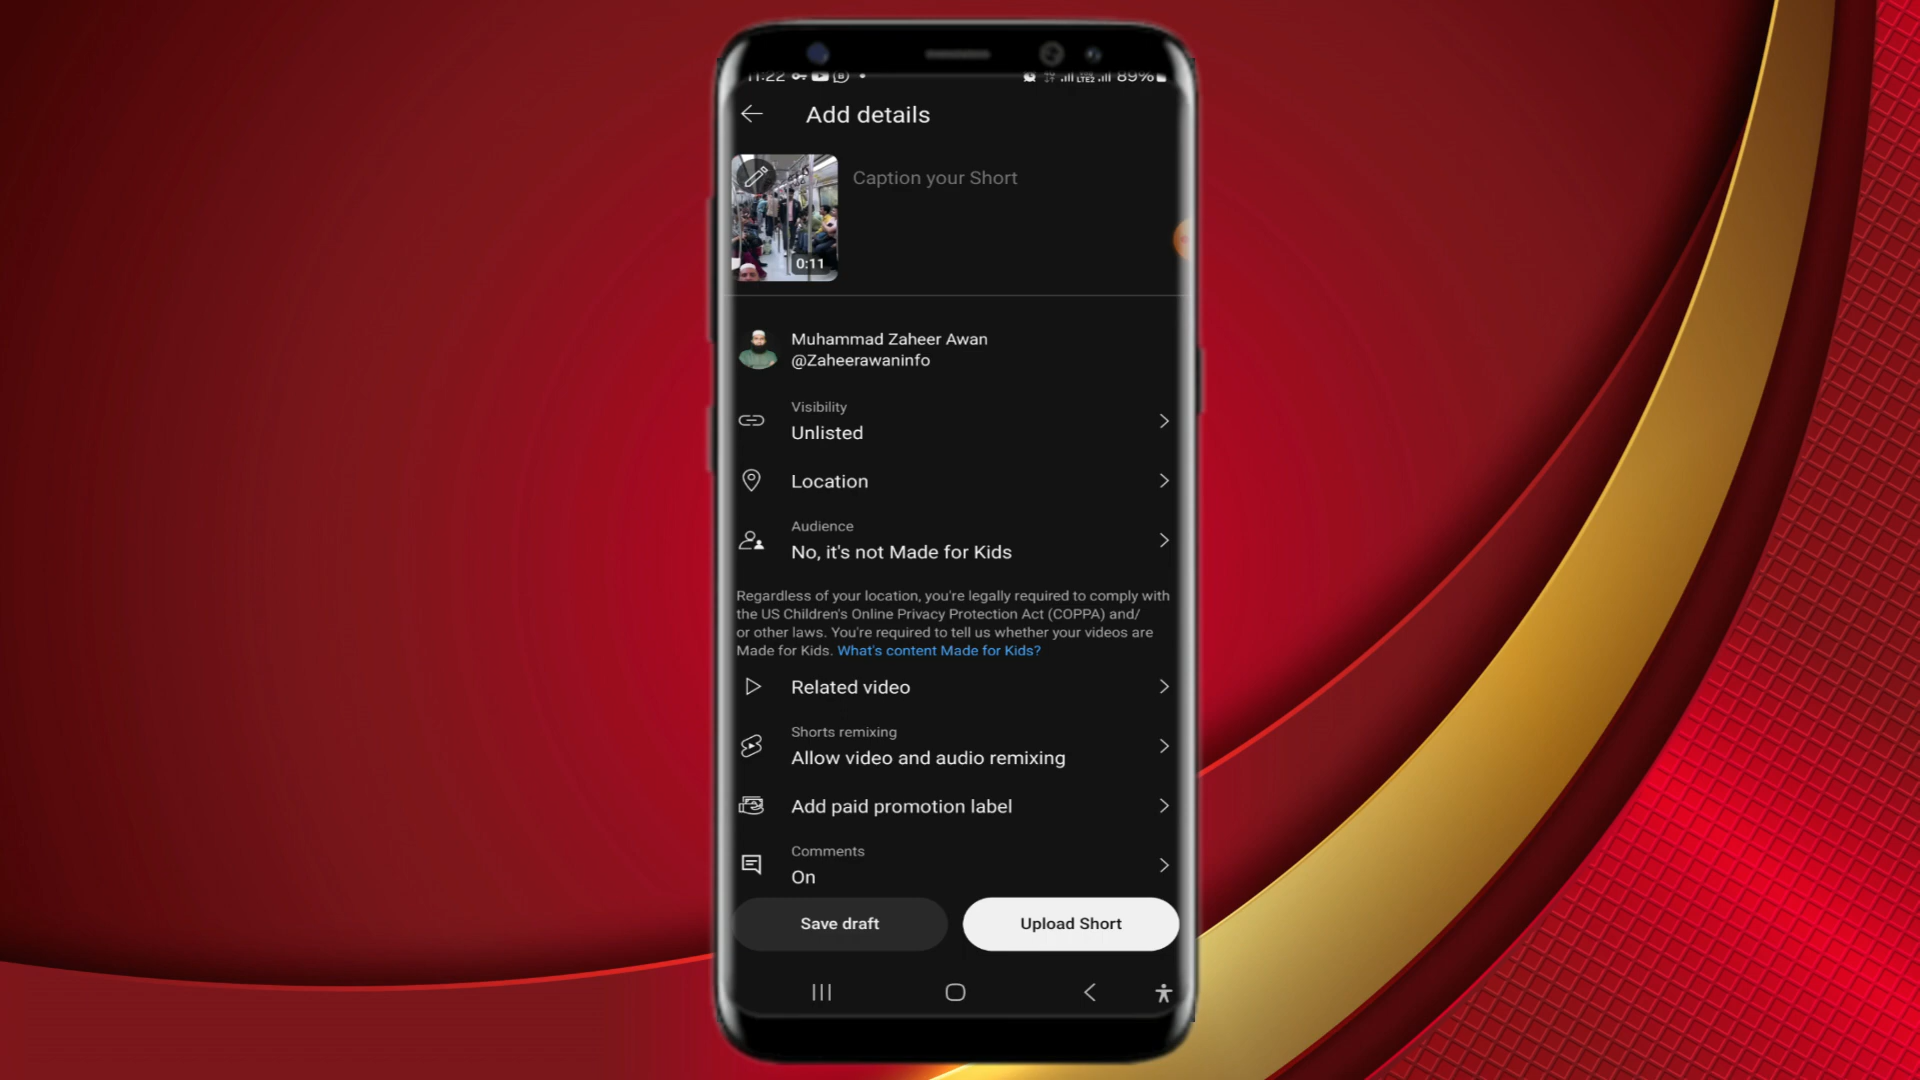 11:22
89%
Add details
Caption your Short
0:11
Muhammad Zaheer Awan
@Zaheerawaninfo
Visibility
Unlisted
Location
Audience
No, it's not Made for Kids
Regardless of your location, you're legally required to comply with
the US Children's Online Privacy Protection Act (COPPA) and/
or other laws. You're required to tell us whether your videos are
Made for Kids. What's content Made for Kids?
Related video
Shorts remixing
Allow video and audio remixing
Add paid promotion label
Comments
On
Save draft
Upload Short